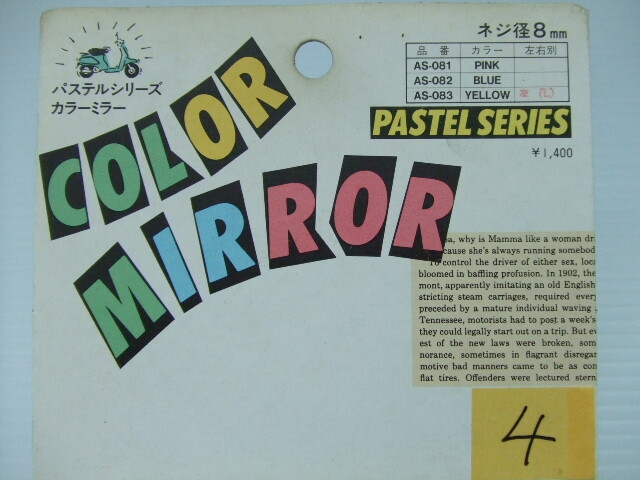 パステルシリーズ
カラーミラー
COLOR
MIRROR
ネジ径8mm
品番 カラー 左右別
AS-081 PINK
AS-082 BLUE
AS-083 YELLOW 左 (L)
PASTEL SERIES
¥1,400
a, why is Mamma like a woman dr
cause she's always running somebod
To control the driver of either sex, loc
bloomed in baffling profusion. In 1902, the
mont, apparently imitating an old English
stricting steam carriages, required every
preceded by a mature individual waving
Tennessee, motorists had to post a week's
they could legally start out on a trip. But ev
est of the new laws were broken, som
norance, sometimes in flagrant disregar
motive bad manners came to be as con
flat tires. Offenders were lectured stern
4